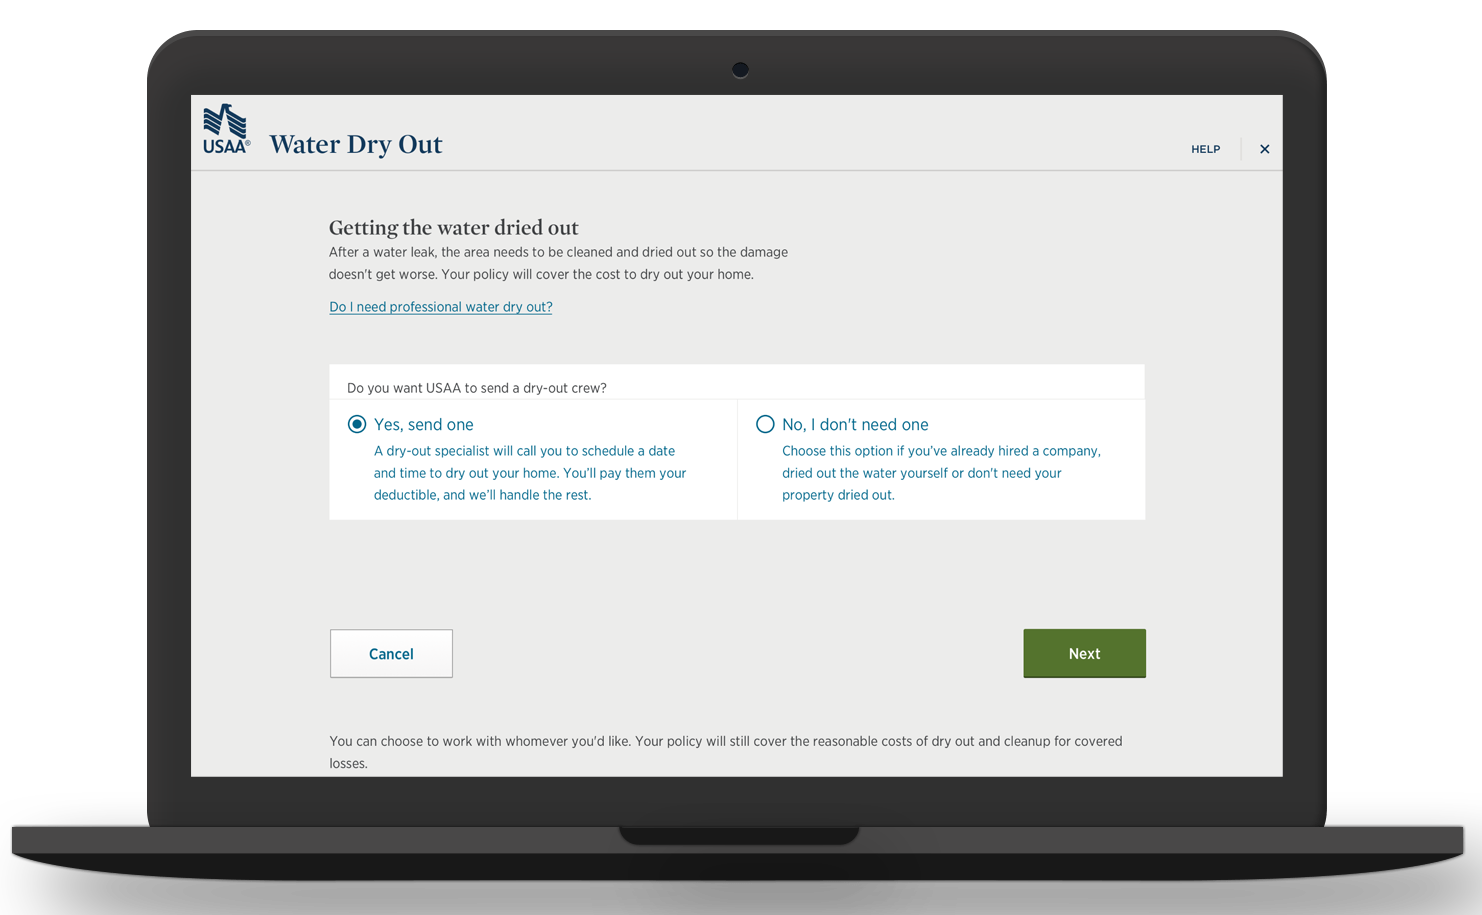 USAA®
Water Dry Out
HELP
Getting the water dried out
After a water leak, the area needs to be cleaned and dried out so the damage
doesn't get worse. Your policy will cover the cost to dry out your home.
Do I need professional water dry out?
Do you want USAA to send a dry-out crew?
Yes, send one
A dry-out specialist will call you to schedule a date
and time to dry out your home. You'll pay them your
deductible, and we'll handle the rest.
No, I don't need one
Choose this option if you've already hired a company,
dried out the water yourself or don't need your
property dried out.
Cancel
Next
You can choose to work with whomever you'd like. Your policy will still cover the reasonable costs of dry out and cleanup for covered
losses.